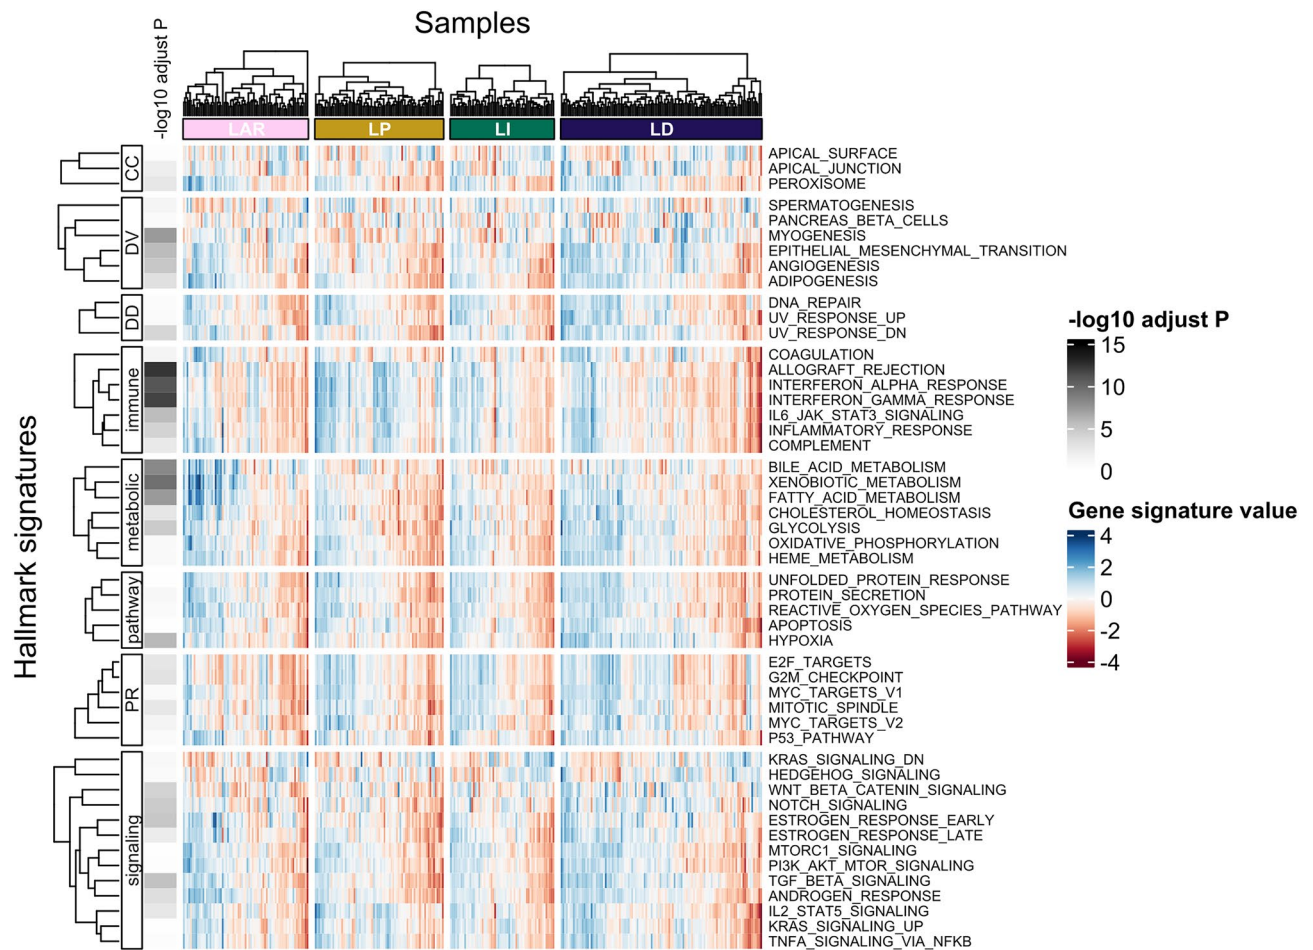 Samples
-log10 adjust P
LAR
LP
LI
LD
Hallmark signatures
CC
APICAL_SURFACE
APICAL_JUNCTION
PEROXISOME
DV
SPERMATOGENESIS
PANCREAS_BETA_CELLS
MYOGENESIS
EPITHELIAL_MESENCHYMAL_TRANSITION
ANGIOGENESIS
ADIPOGENESIS
DD
DNA_REPAIR
UV_RESPONSE_UP
UV_RESPONSE_DN
immune
COAGULATION
ALLOGRAFT_REJECTION
INTERFERON_ALPHA_RESPONSE
INTERFERON_GAMMA_RESPONSE
IL6_JAK_STAT3_SIGNALING
INFLAMMATORY_RESPONSE
COMPLEMENT
metabolic
BILE_ACID_METABOLISM
XENOBIOTIC_METABOLISM
FATTY_ACID_METABOLISM
CHOLESTEROL_HOMEOSTASIS
GLYCOLYSIS
OXIDATIVE_PHOSPHORYLATION
HEME_METABOLISM
pathway
UNFOLDED_PROTEIN_RESPONSE
PROTEIN_SECRETION
REACTIVE_OXYGEN_SPECIES_PATHWAY
APOPTOSIS
HYPOXIA
PR
E2F_TARGETS
G2M_CHECKPOINT
MYC_TARGETS_V1
MITOTIC_SPINDLE
MYC_TARGETS_V2
P53_PATHWAY
signaling
KRAS_SIGNALING_DN
HEDGEHOG_SIGNALING
WNT_BETA_CATENIN_SIGNALING
NOTCH_SIGNALING
ESTROGEN_RESPONSE_EARLY
ESTROGEN_RESPONSE_LATE
MTORC1_SIGNALING
PI3K_AKT_MTOR_SIGNALING
TGF_BETA_SIGNALING
ANDROGEN_RESPONSE
IL2_STAT5_SIGNALING
KRAS_SIGNALING_UP
TNFA_SIGNALING_VIA_NFKB
-log10 adjust P
15
10
5
0
Gene signature value
4
2
0
-2
-4